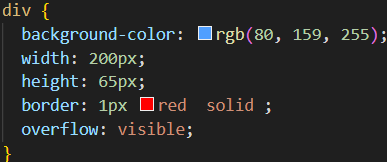 div {
background-color: rgb(80, 159, 255);
width: 200px;
height: 65px;
border: 1px red  solid ;
overflow: visible;
}